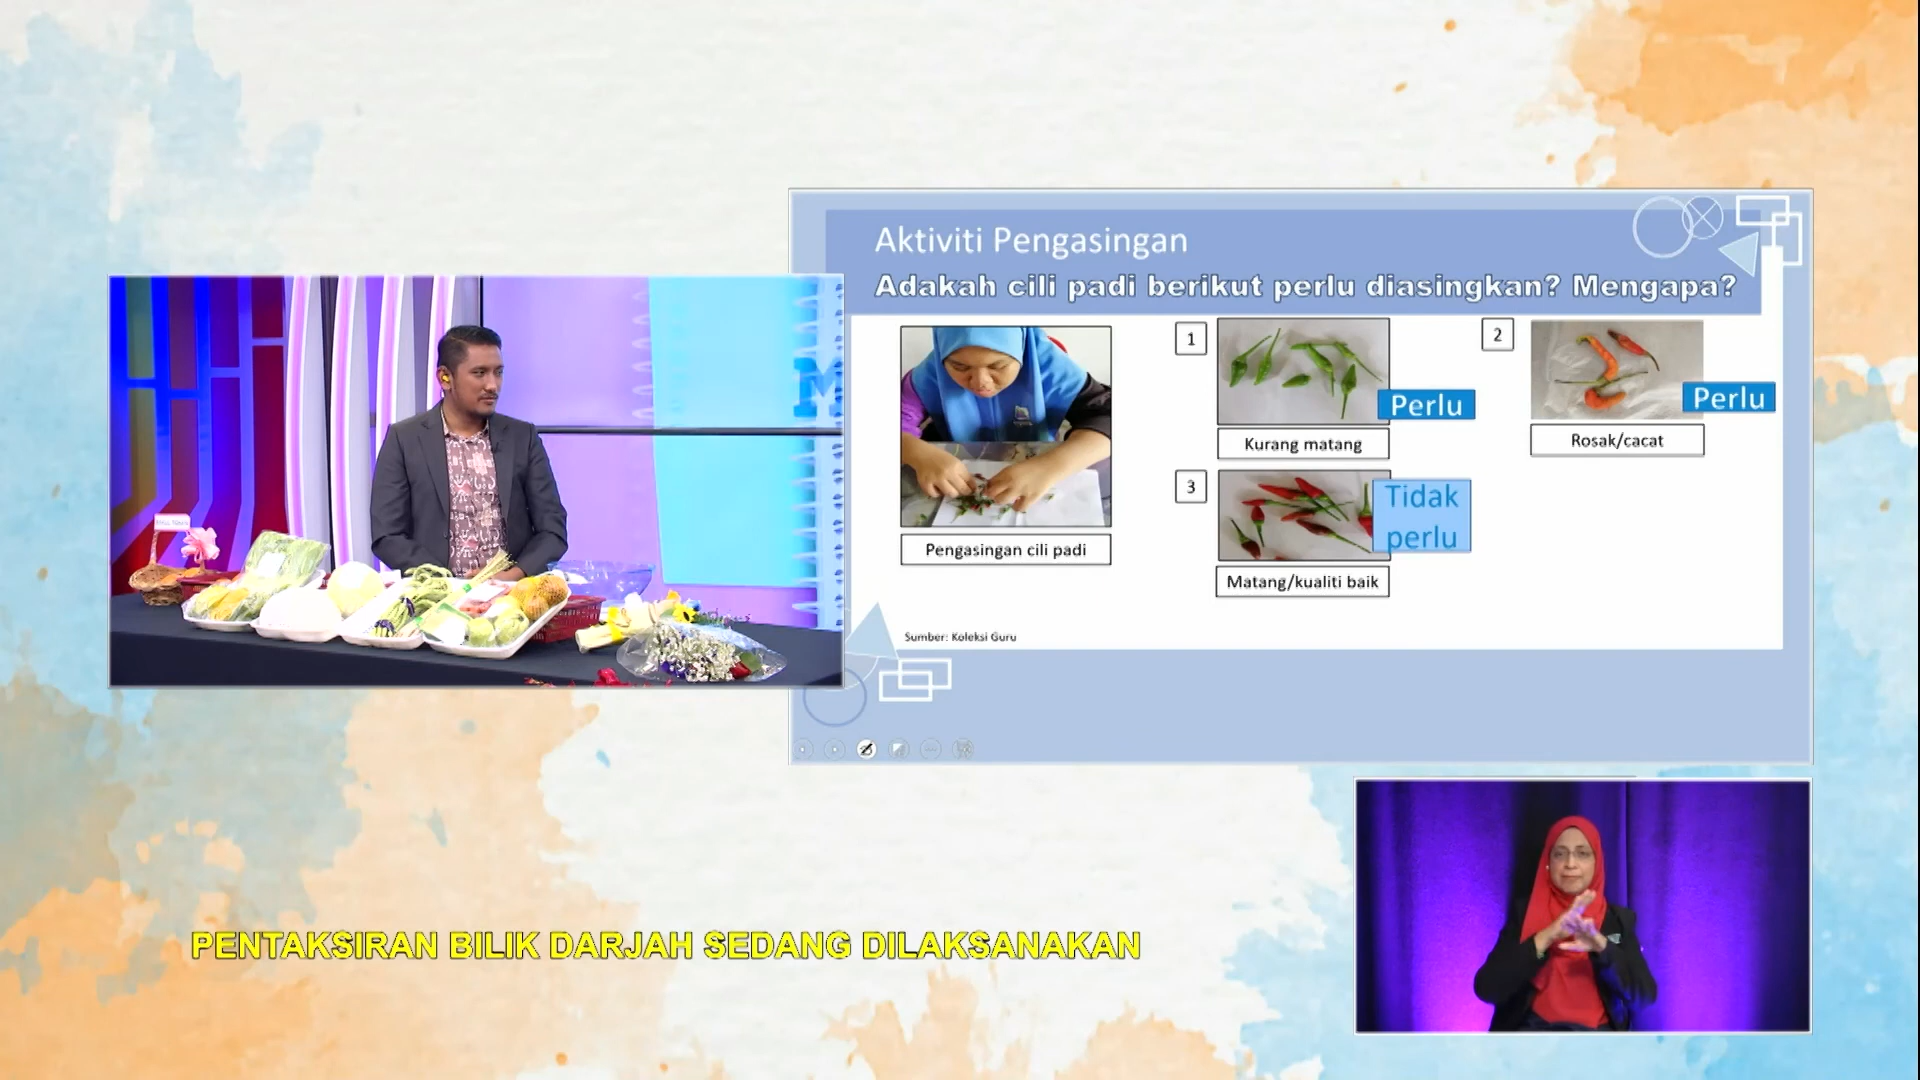 Aktiviti Pengasingan
Adakah cili padi berikut perlu diasingkan? Mengapa?
1
Perlu
Kurang matang
2
Perlu
Rosak/cacat
3
Tidak
perlu
Matang/kualiti baik
Pengasingan cili padi
Sumber: Koleksi Guru
M
PENTAKSIRAN BILIK DARJAH SEDANG DILAKSANAKAN